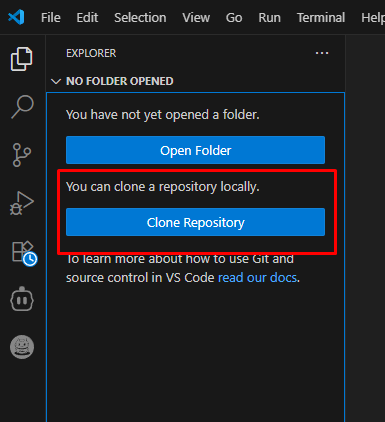 File Edit Selection View Go Run Terminal Help
EXPLORER
NO FOLDER OPENED
You have not yet opened a folder.
Open Folder
You can clone a repository locally.
Clone Repository
To learn more about how to use Git and
source control in VS Code read our docs.